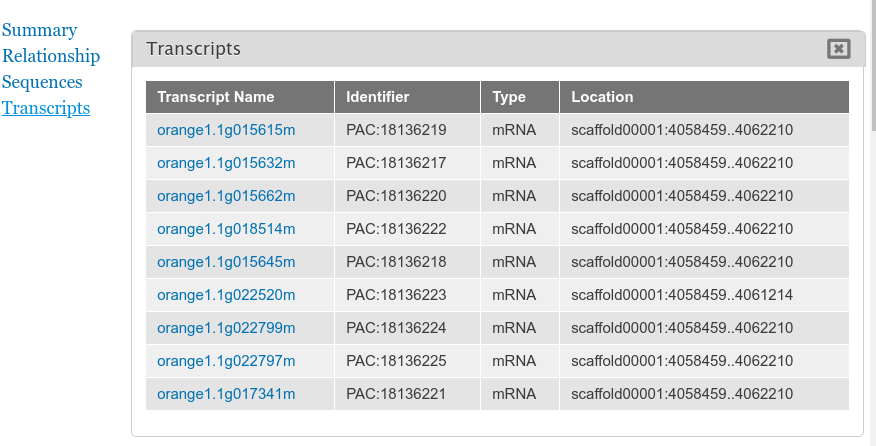 Summary
Relationship
Sequences
Transcripts
Transcripts
Transcript Name Identifier Type Location
orange1.1g015615m PAC:18136219 mRNA scaffold00001:4058459..4062210
orange1.1g015632m PAC:18136217 mRNA scaffold00001:4058459..4062210
orange1.1g015662m PAC:18136220 mRNA scaffold00001:4058459..4062210
orange1.1g018514m PAC:18136222 mRNA scaffold00001:4058459..4062210
orange1.1g015645m PAC:18136218 mRNA scaffold00001:4058459..4062210
orange1.1g022520m PAC:18136223 mRNA scaffold00001:4058459..4061214
orange1.1g022799m PAC:18136224 mRNA scaffold00001:4058459..4062210
orange1.1g022797m PAC:18136225 mRNA scaffold00001:4058459..4062210
orange1.1g017341m PAC:18136221 mRNA scaffold00001:4058459..4062210